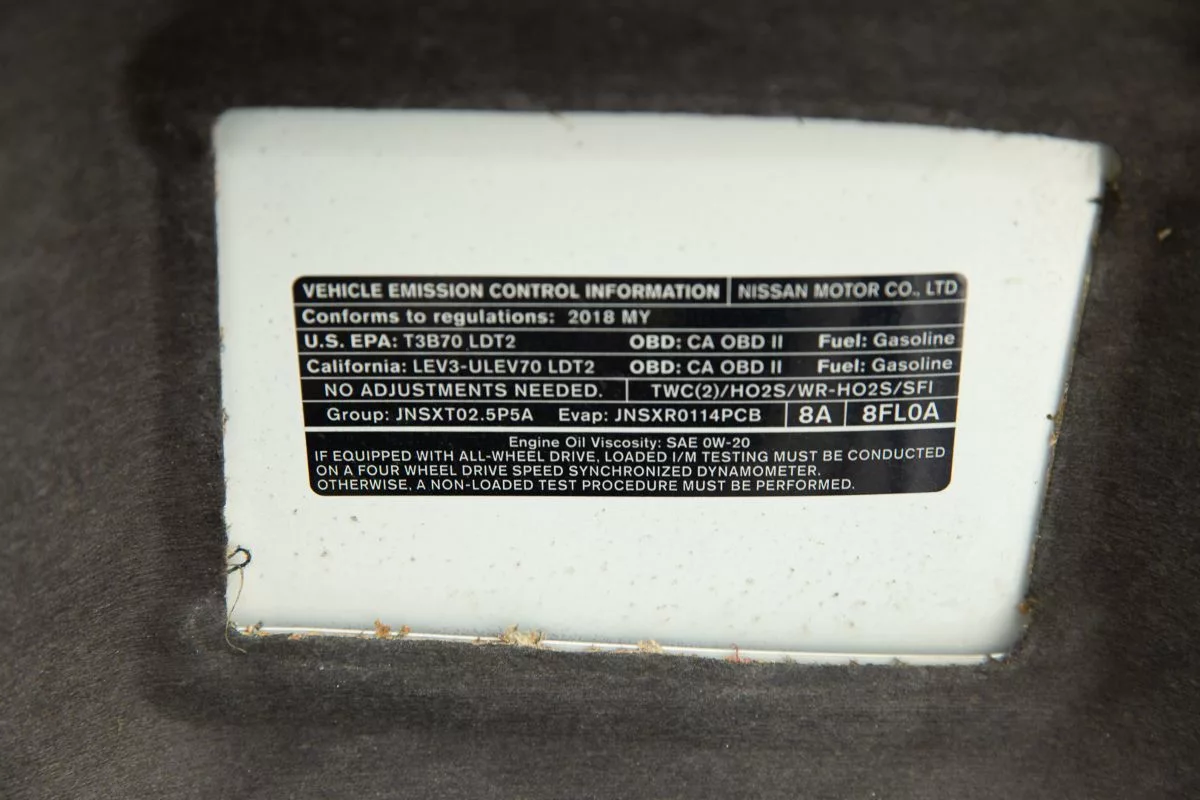 VEHICLE EMISSION CONTROL INFORMATION NISSAN MOTOR CO., LTD
Conforms to regulations: 2018 MY
U.S. EPA: T3B70 LDT2 OBD: CA OBD II Fuel: Gasoline
California: LEV3-ULEV70 LDT2 OBD: CA OBD II Fuel: Gasoline
NO ADJUSTMENTS NEEDED. TWC(2)/HO2S/WR-HO2S/SFI
Group: JNSXT02.5P5A Evap: JNSXR0114PCB 8A 8FL0A
Engine Oil Viscosity: SAE 0W-20
IF EQUIPPED WITH ALL-WHEEL DRIVE, LOADED I/M TESTING MUST BE CONDUCTED
ON A FOUR WHEEL DRIVE SPEED SYNCHRONIZED DYNAMOMETER.
OTHERWISE, A NON-LOADED TEST PROCEDURE MUST BE PERFORMED.